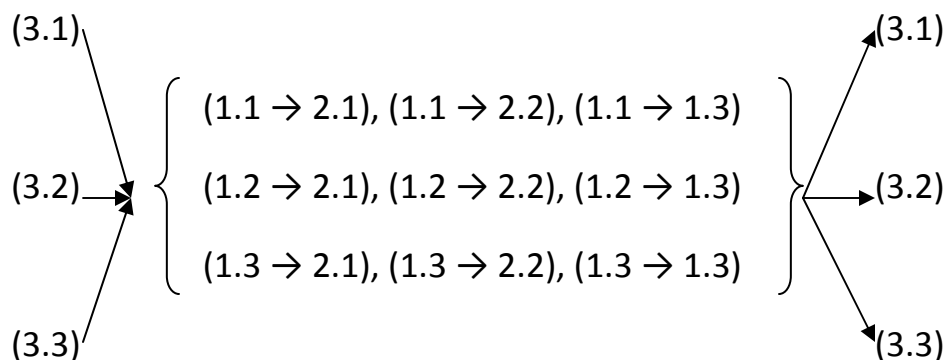 (3.1) (3.1)
(1.1 → 2.1), (1.1 → 2.2), (1.1 → 1.3)
(3.2) (1.2 → 2.1), (1.2 → 2.2), (1.2 → 1.3) (3.2)
(1.3 → 2.1), (1.3 → 2.2), (1.3 → 1.3)
(3.3) (3.3)